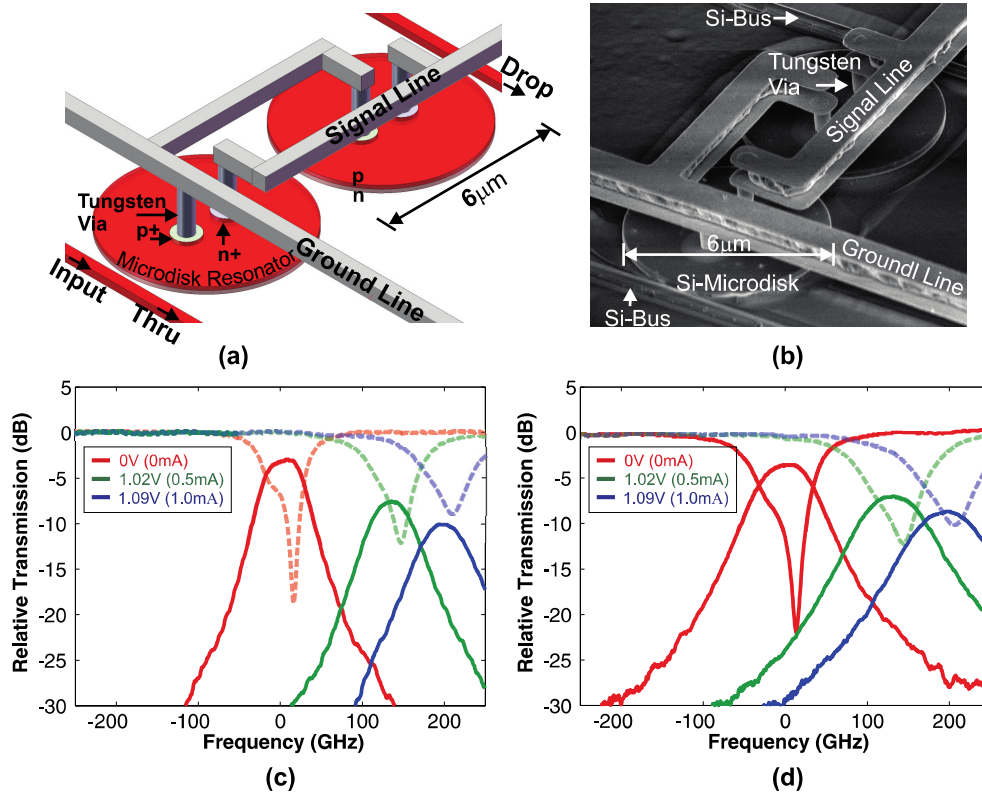 Drop
Signal Line
p
n
6μm
Tungsten
Via
p+
n+
Microdisk Resonator
Ground Line
Input
Thru
(a)
Si-Bus
Tungsten
Via
Signal Line
6μm
Groundl Line
Si-Microdisk
Si-Bus
(b)
Relative Transmission (dB)
5
0
-5
-10
-15
-20
-25
-30
0V (0mA)
1.02V (0.5mA)
1.09V (1.0mA)
-200
-100
0
100
200
Frequency (GHz)
(c)
Relative Transmission (dB)
5
0
-5
-10
-15
-20
-25
-30
0V (0mA)
1.02V (0.5mA)
1.09V (1.0mA)
-200
-100
0
100
200
Frequency (GHz)
(d)